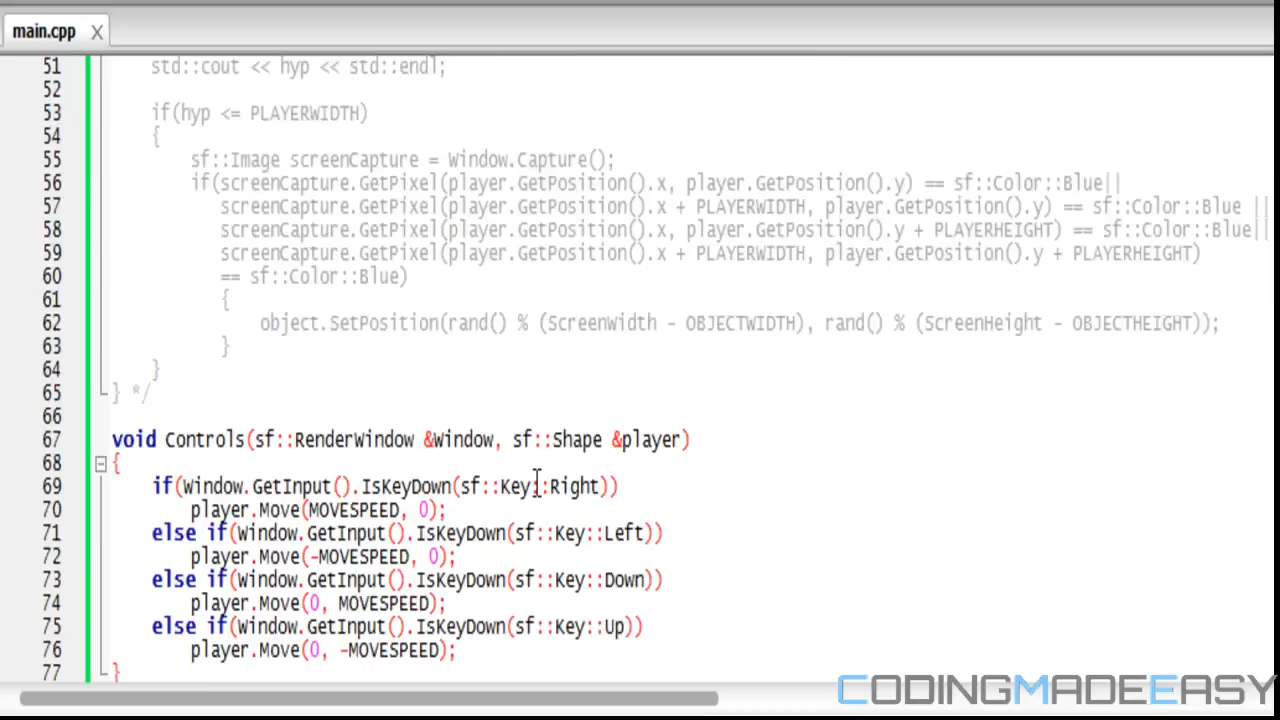 main.cpp X
51 std::cout << hyp << std::endl;
52
53 if(hyp <= PLAYERWIDTH)
54 {
55 sf::Image screenCapture = Window.Capture();
56 if(screenCapture.GetPixel(player.GetPosition().x, player.GetPosition().y) == sf::Color::Blue||
57 screenCapture.GetPixel(player.GetPosition().x + PLAYERWIDTH, player.GetPosition().y) == sf::Color::Blue ||
58 screenCapture.GetPixel(player.GetPosition().x, player.GetPosition().y + PLAYERHEIGHT) == sf::Color::Blue||
59 screenCapture.GetPixel(player.GetPosition().x + PLAYERWIDTH, player.GetPosition().y + PLAYERHEIGHT)
60 == sf::Color::Blue)
61 {
62 object.SetPosition(rand() % (ScreenWidth - OBJECTWIDTH), rand() % (ScreenHeight - OBJECTHEIGHT));
63 }
64 }
65 } */
66
67 void Controls(sf::RenderWindow &Window, sf::Shape &player)
68 {
69 if(Window.GetInput().IsKeyDown(sf::Key::Right))
70 player.Move(MOVESPEED, 0);
71 else if(Window.GetInput().IsKeyDown(sf::Key::Left))
72 player.Move(-MOVESPEED, 0);
73 else if(Window.GetInput().IsKeyDown(sf::Key::Down))
74 player.Move(0, MOVESPEED);
75 else if(Window.GetInput().IsKeyDown(sf::Key::Up))
76 player.Move(0, -MOVESPEED);
77 }
CODINGMADEEASY